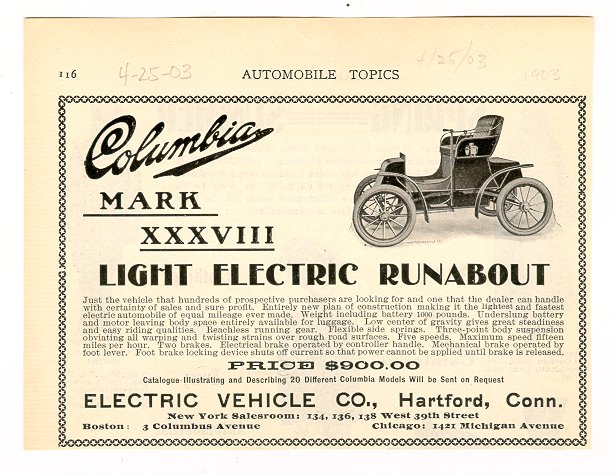 116 4-25-03 AUTOMOBILE TOPICS 4/25/03 1903
Columbia
MARK
XXXVIII
LIGHT ELECTRIC RUNABOUT
Just the vehicle that hundreds of prospective purchasers are looking for and one that the dealer can handle
with certainty of sales and sure profit. Entirely new plan of construction making it the lightest and fastest
electric automobile of equal mileage ever made. Weight including battery 1000 pounds. Underslung battery
and motor leaving body space entirely available for luggage. Low center of gravity gives great steadiness
and easy riding qualities. Reachless running gear. Flexible side springs. Three-point body suspension
obviating all warping and twisting strains over rough road surfaces. Five speeds. Maximum speed fifteen
miles per hour. Two brakes. Electrical brake operated by controller handle. Mechanical brake operated by
foot lever. Foot brake locking device shuts off current so that power cannot be applied until brake is released.
PRICE $900.00
Catalogue Illustrating and Describing 20 Different Columbia Models Will be Sent on Request
ELECTRIC VEHICLE CO., Hartford, Conn.
New York Salesroom: 134, 136, 138 West 39th Street
Boston: 3 Columbus Avenue Chicago: 1421 Michigan Avenue